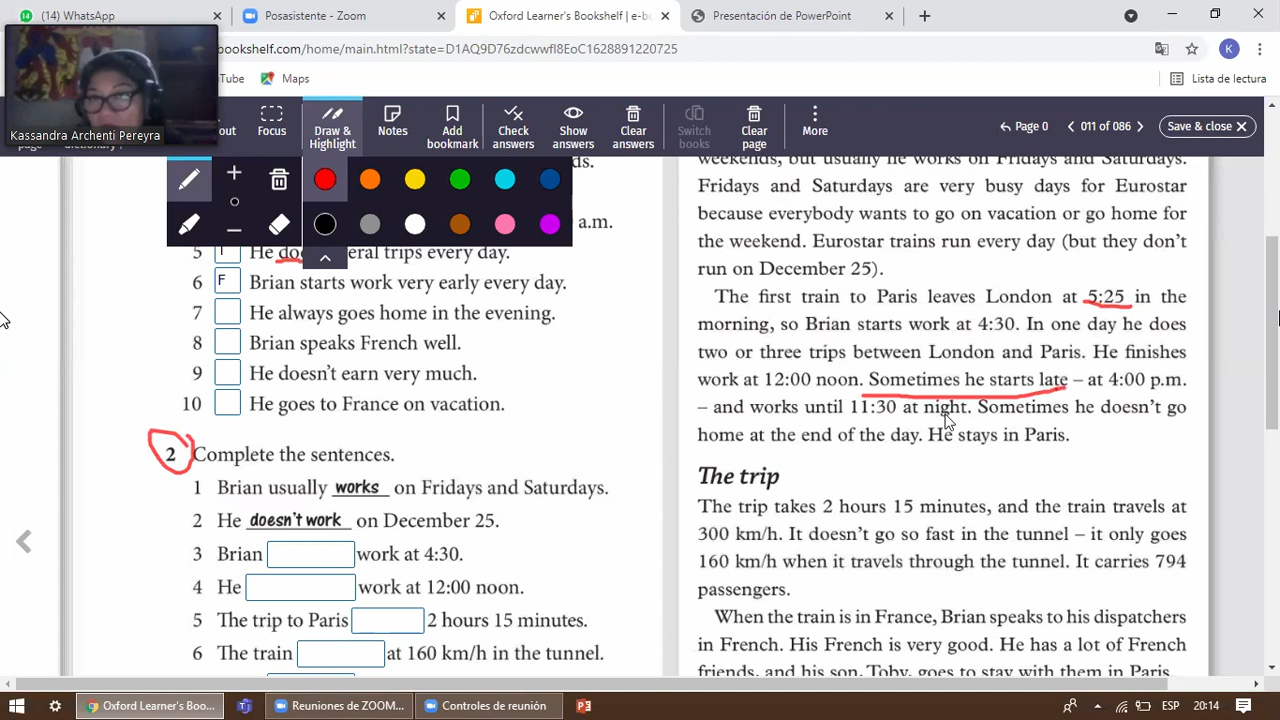 (14) WhatsApp
Posasistente - Zoom
Oxford Learner's Bookshelf | e-bo
Presentación de PowerPoint
bookshelf.com/home/main.html?state=D1AQ9D76zdcwwfl8EoC1628891220725
K
Tube
Maps
Lista de lectura
Kassandra Archenti Pereyra
out
Focus
Draw & Highlight
Notes
Add bookmark
Check answers
Show answers
Clear answers
Switch books
Clear page
More
Page 0
011 of 086
Save & close
ds.
a.m.
5 T He eral trips every day.
6 F Brian starts work very early every day.
7 He always goes home in the evening.
8 Brian speaks French well.
9 He doesn't earn very much.
10 He goes to France on vacation.
2 Complete the sentences.
1 Brian usually works on Fridays and Saturdays.
2 He doesn't work on December 25.
3 Brian work at 4:30.
4 He work at 12:00 noon.
5 The trip to Paris 2 hours 15 minutes.
6 The train at 160 km/h in the tunnel.
weekends, but usually he works on Fridays and Saturdays.
Fridays and Saturdays are very busy days for Eurostar
because everybody wants to go on vacation or go home for
the weekend. Eurostar trains run every day (but they don't
run on December 25).
The first train to Paris leaves London at 5:25 in the
morning, so Brian starts work at 4:30. In one day he does
two or three trips between London and Paris. He finishes
work at 12:00 noon. Sometimes he starts late – at 4:00 p.m.
– and works until 11:30 at night. Sometimes he doesn't go
home at the end of the day. He stays in Paris.
The trip
The trip takes 2 hours 15 minutes, and the train travels at
300 km/h. It doesn't go so fast in the tunnel – it only goes
160 km/h when it travels through the tunnel. It carries 794
passengers.
When the train is in France, Brian speaks to his dispatchers
in French. His French is very good. He has a lot of French
friends, and his son, Toby, goes to stay with them in Paris.
Oxford Learner's Boo...
Reuniones de ZOOM...
Controles de reunión
ESP
20:14